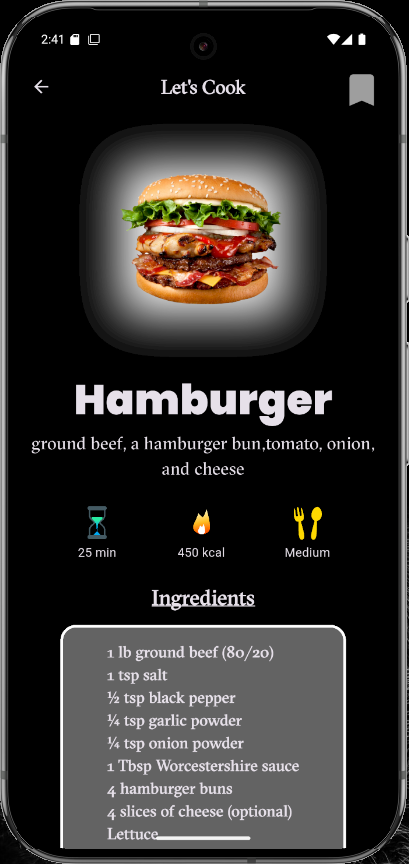 2:41
Let's Cook
Hamburger
ground beef, a hamburger bun,tomato, onion,
and cheese
25 min
450 kcal
Medium
Ingredients
1 lb ground beef (80/20)
1 tsp salt
½ tsp black pepper
¼ tsp garlic powder
¼ tsp onion powder
1 Tbsp Worcestershire sauce
4 hamburger buns
4 slices of cheese (optional)
Lettuce